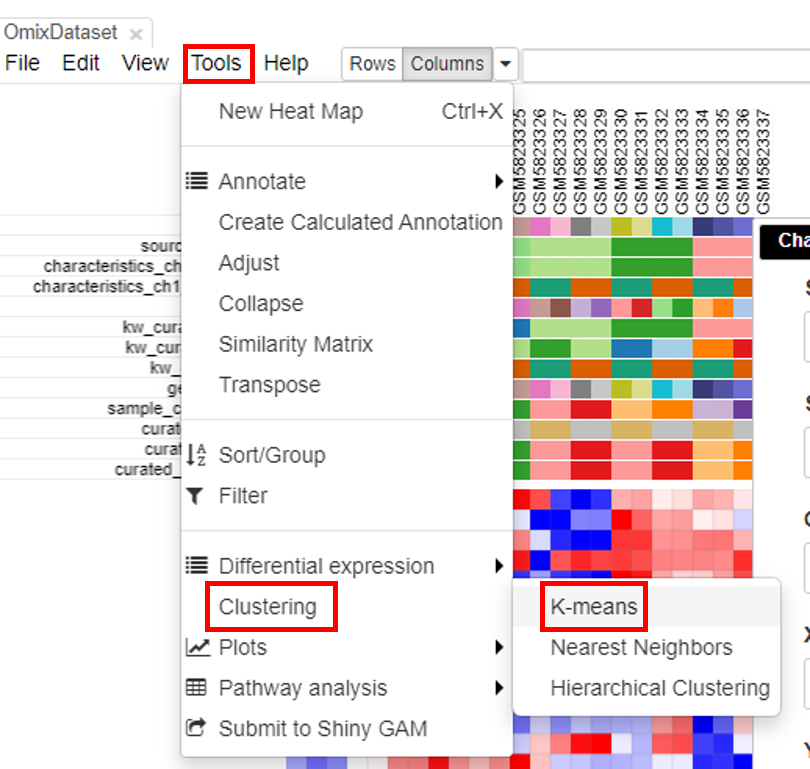 OmixDataset ×
File Edit View Tools Help Rows Columns
New Heat Map Ctrl+X
GSM5823325
GSM5823326
GSM5823327
GSM5823328
GSM5823329
GSM5823330
GSM5823331
GSM5823332
GSM5823333
GSM5823334
GSM5823335
GSM5823336
GSM5823337
Annotate
Create Calculated Annotation
Cha
sourc
Adjust
characteristics_ch
characteristics_ch1
Collapse
kw_cura
Similarity Matrix
kw_cur
kw_
Transpose
ge
sample_c
curat
Sort/Group
curat
curated_
Filter
Differential expression
Clustering
K-means
Plots
Nearest Neighbors
Pathway analysis
Hierarchical Clustering
Submit to Shiny GAM